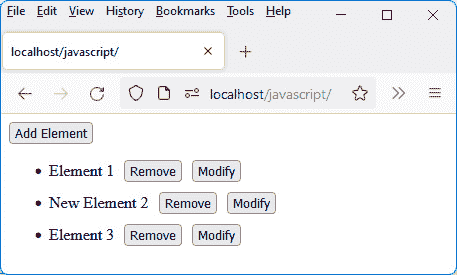 File Edit View History Bookmarks Tools Help
localhost/javascript/
localhost/javascript/
Add Element
Element 1 Remove Modify
New Element 2 Remove Modify
Element 3 Remove Modify